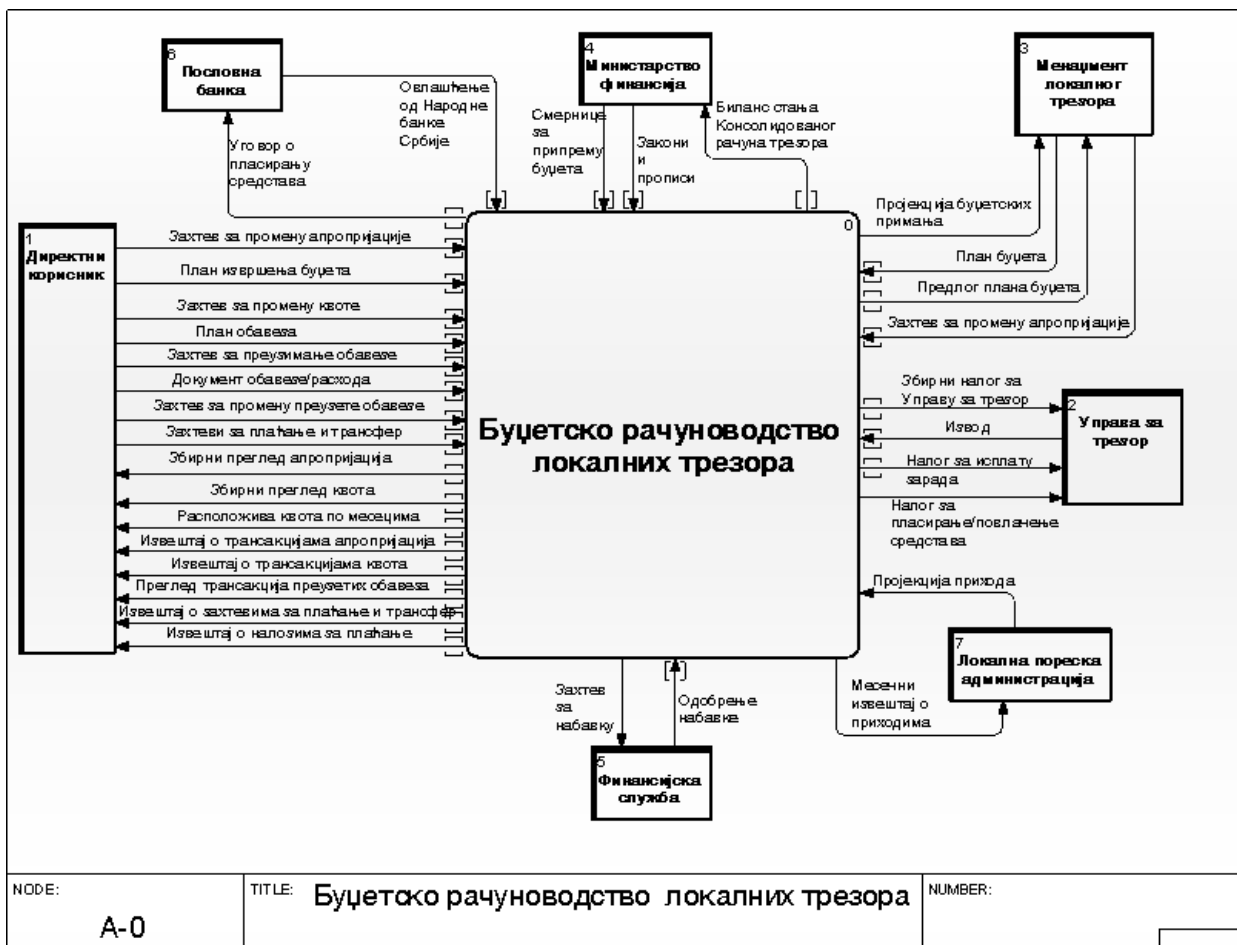 6
Пословна
банка
Овлашћење
од Народне
банке
Србије
Уговор о
пласирању
средстава
4
Министарство
финансија
Смернице
за
припрему
буџета
Закони
и
прописи
Биланс стања
Консолидованог
рачуна трезора
3
Менаџмент
локалног
трезора
Пројекција буџетских
примања
План буџета
Предлог плана буџета
Захтев за промену апропријације
1
Директни
корисник
Захтев за промену апропријације
План извршења буџета
Захтев за промену квоте
План обавеза
Захтев за преузимање обавезе
Документ обавезе/расхода
Захтев за промену преузете обавезе
Захтеви за плаћање и трансфер
Збирни преглед апропријација
Збирни преглед квота
Расположива квота по месецима
Извештај о трансакцијама апропријација
Извештај о трансакцијама квота
Преглед трансакција преузетих обавеза
Извештај о захтевима за плаћање и трансфер
Извештај о налозима за плаћање
0
Буџетско рачуноводство
локалних трезора
Збирни налог за
Управу за трезор
Извод
Налог за исплату
зарада
Налог за
пласирање/повлачење
средстава
2
Управа за
трезор
Пројекција прихода
7
Локална пореска
администрација
Месечни
извештај о
приходима
Захтев
за
набавку
Одобрење
набавке
5
Финансијска
служба
NODE:
A-0
TITLE:
Буџетско рачуноводство локалних трезора
NUMBER: